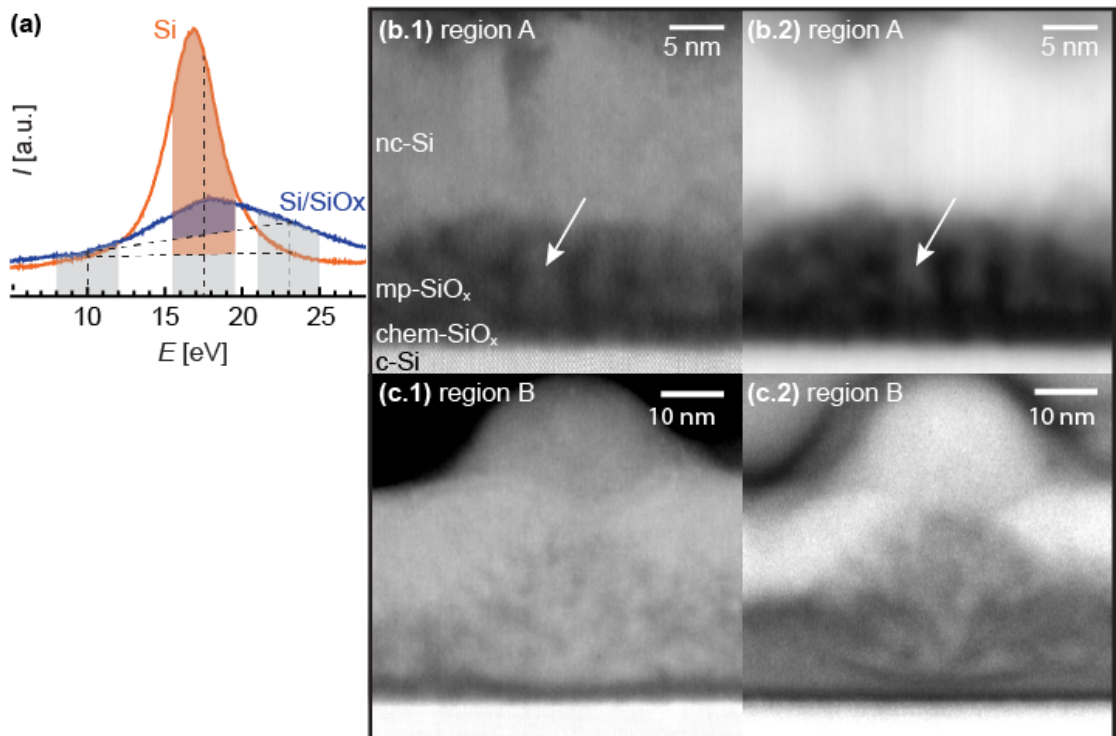 (a)
Si
Si/SiOx
I [a.u.]
10 15 20 25
E [eV]
(b.1) region A
5 nm
nc-Si
mp-SiOₓ
chem-SiOₓ
c-Si
(b.2) region A
5 nm
(c.1) region B
10 nm
(c.2) region B
10 nm